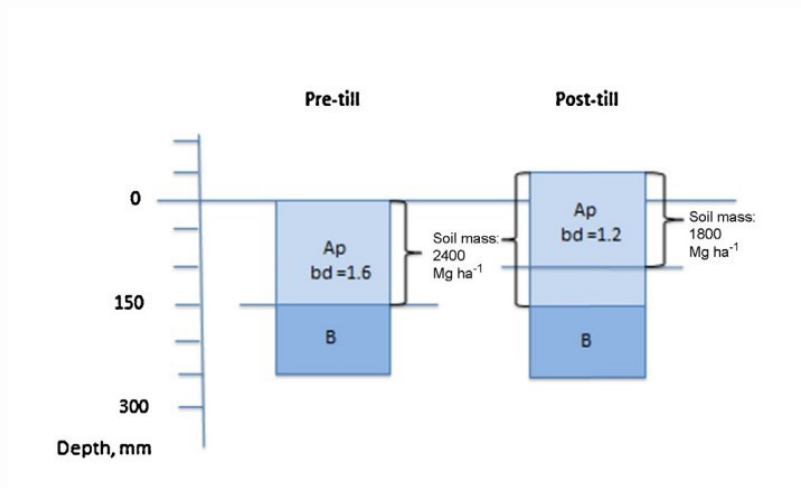 Pre-till
Post-till
0
150
300
Depth, mm
Ap
bd =1.6
B
Soil mass:
2400
Mg ha⁻¹
Ap
bd =1.2
B
Soil mass:
1800
Mg ha⁻¹